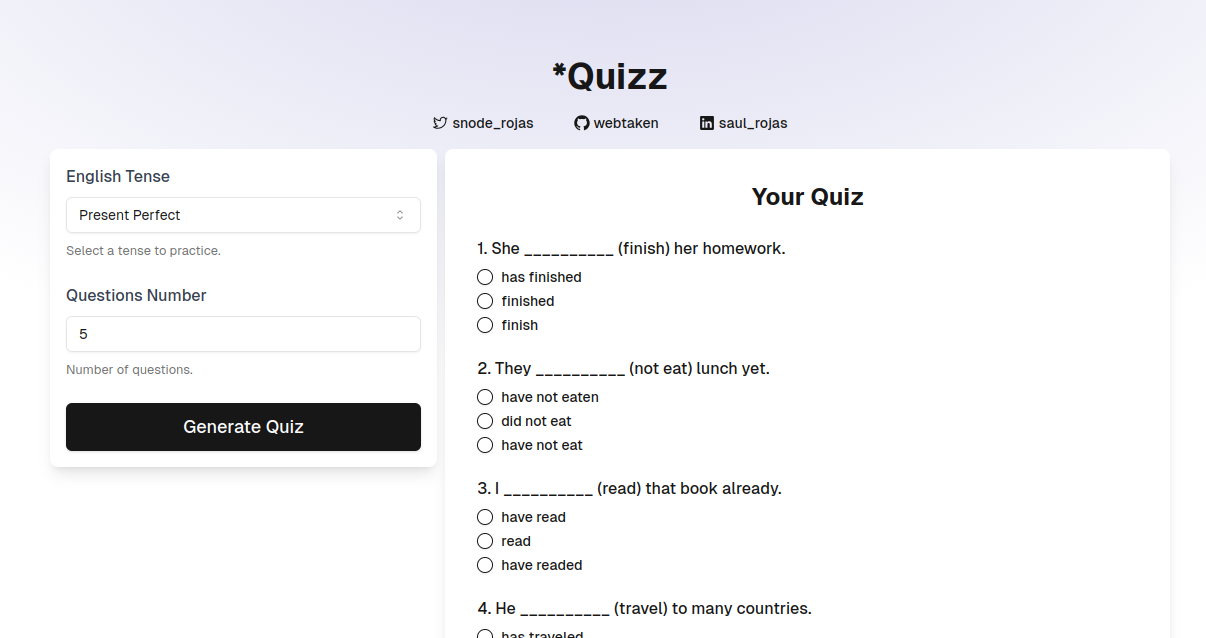 *Quizz
snode_rojas webtaken saul_rojas
English Tense
Present Perfect
Select a tense to practice.
Questions Number
5
Number of questions.
Generate Quiz
Your Quiz
1. She __________ (finish) her homework.
has finished
finished
finish
2. They __________ (not eat) lunch yet.
have not eaten
did not eat
have not eat
3. I __________ (read) that book already.
have read
read
have readed
4. He __________ (travel) to many countries.
has traveled